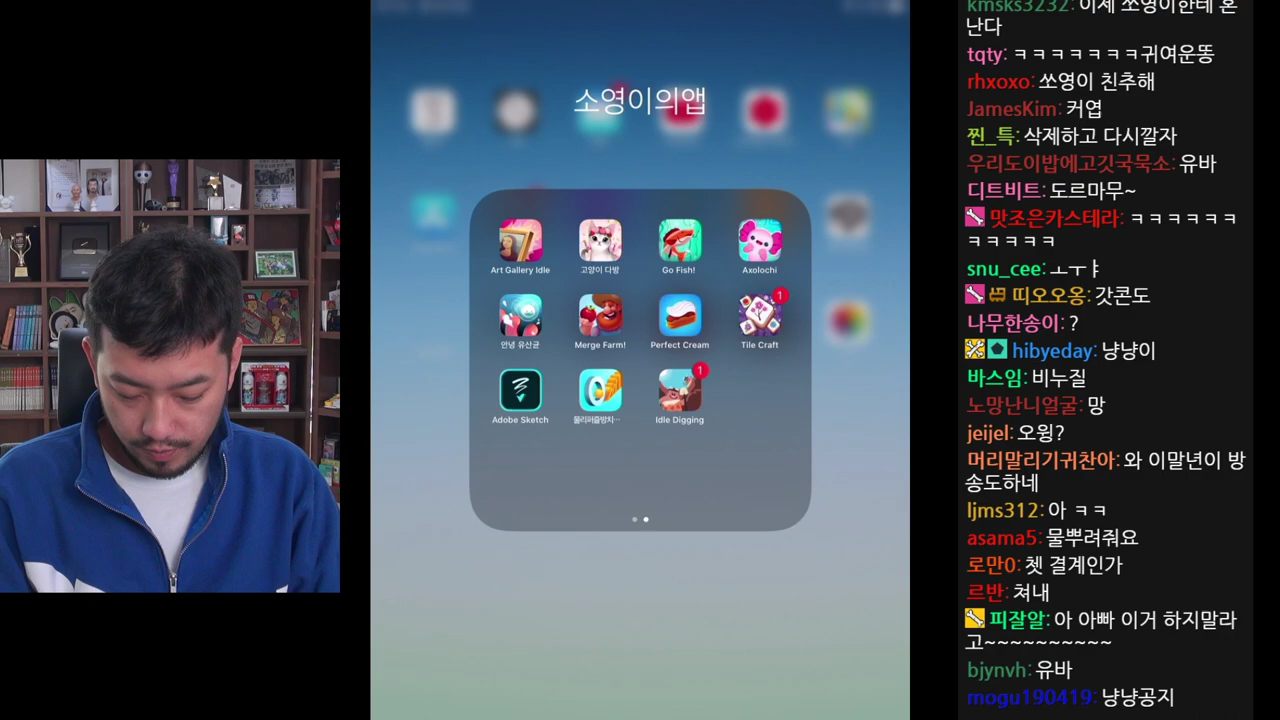 소영이의앱
Art Gallery Idle
고양이 다방
Go Fish!
Axolochi
안녕 유산균
Merge Farm!
Perfect Cream
1
Tile Craft
Adobe Sketch
1
Idle Digging
kmsks3232: 이제 쏘영이한테 혼
난다
tqty: ㅋㅋㅋㅋㅋㅋㅋ귀여운똥
rhxoxo: 쏘영이 친추해
JamesKim: 커엽
찐_특: 삭제하고 다시깔자
우리도이밥에고깃국묵소: 유바
디트비트: 도르마무~
맛조은카스테라: ㅋㅋㅋㅋㅋㅋ
ㅋㅋㅋㅋㅋ
snu_cee: ㅗㅜㅑ
띠오오옹: 갓콘도
나무한송이: ?
hibyeday: 냥냥이
바스임: 비누질
노망난니얼굴: 망
jeijel: 오윙?
머리말리기귀찬아: 와 이말년이 방
송도하네
ljms312: 아 ㅋㅋ
asama5: 물뿌려줘요
로만0: 쳇 결계인가
르반: 쳐내
피잘알: 아 아빠 이거 하지말라
고~~~~~~~~~~
bjynvh: 유바
mogu190419: 냥냥공지